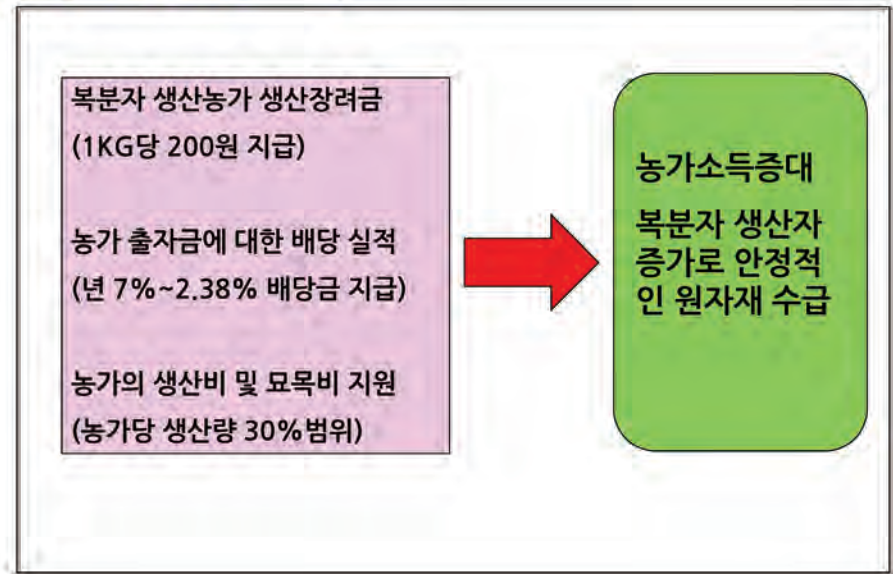 복분자 생산농가 생산장려금
(1KG당 200원 지급)
농가 출자금에 대한 배당 실적
(년 7%~2.38% 배당금 지급)
농가의 생산비 및 묘목비 지원
(농가당 생산량 30%범위)
농가소득증대
복분자 생산자
증가로 안정적
인 원자재 수급